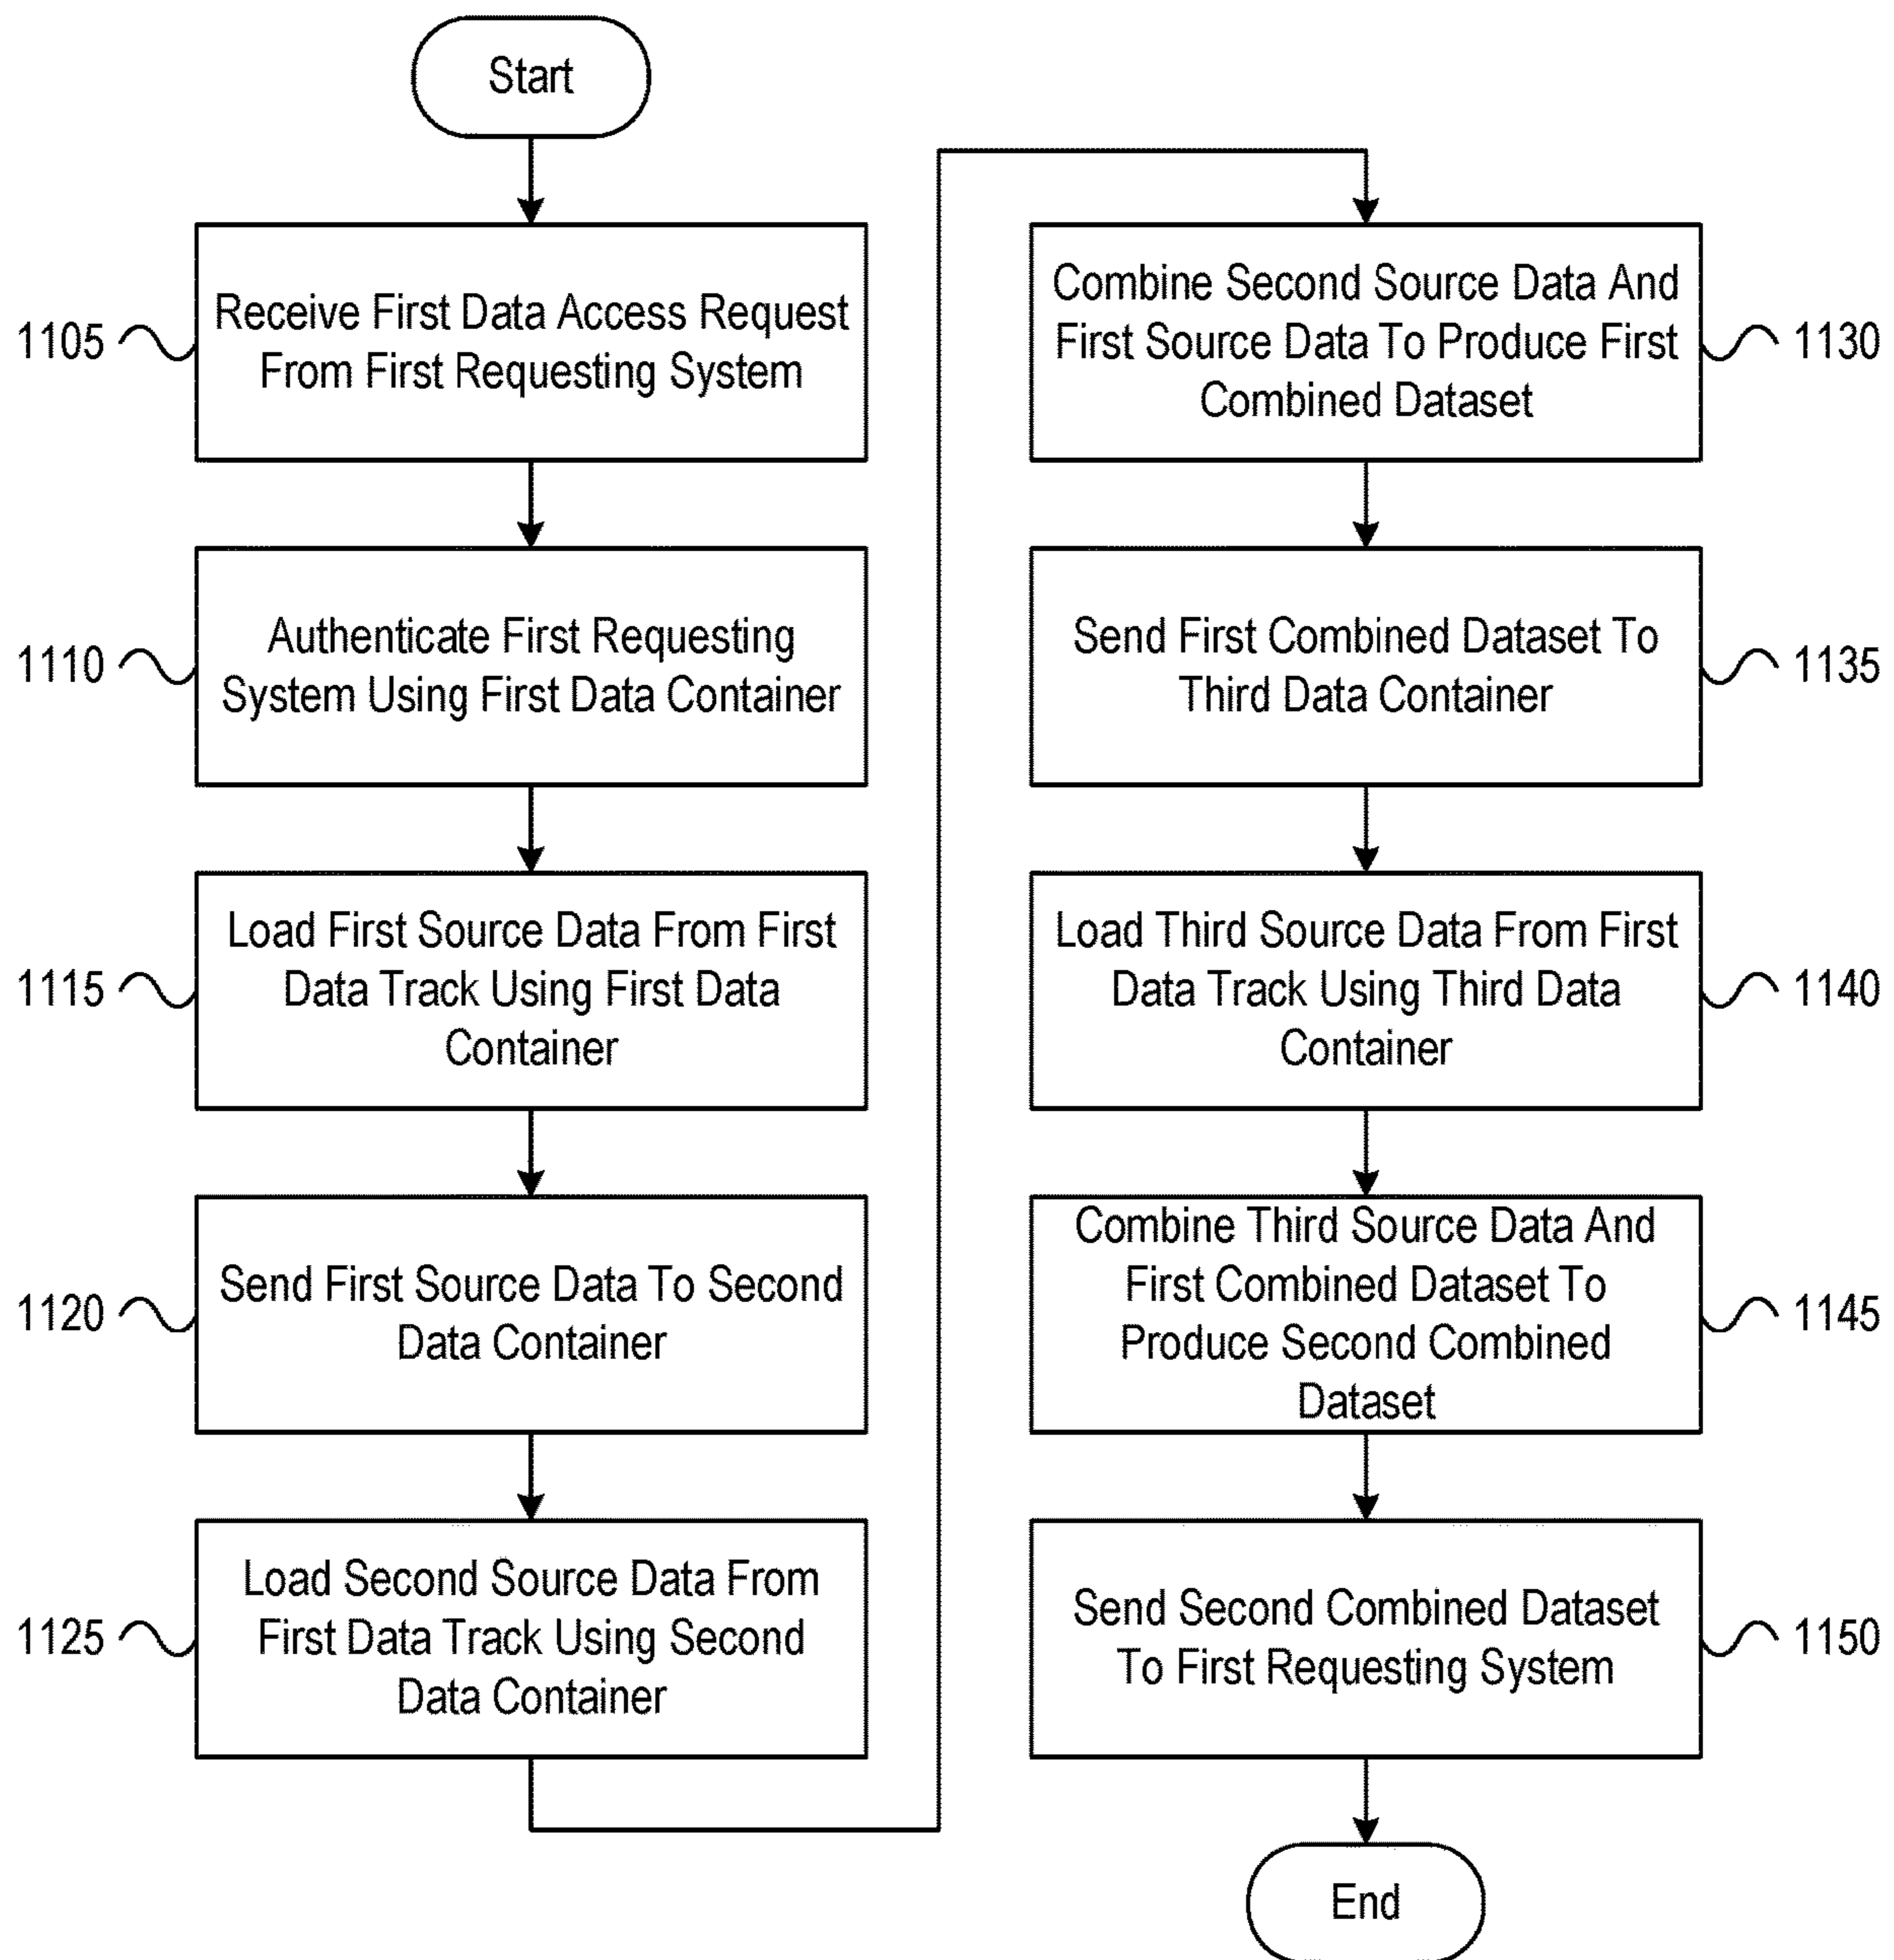 Start
1105
Receive First Data Access Request
From First Requesting System
1110
Authenticate First Requesting
System Using First Data Container
1115
Load First Source Data From First
Data Track Using First Data
Container
1120
Send First Source Data To Second
Data Container
1125
Load Second Source Data From
First Data Track Using Second
Data Container
Combine Second Source Data And
First Source Data To Produce First
Combined Dataset
1130
Send First Combined Dataset To
Third Data Container
1135
Load Third Source Data From First
Data Track Using Third Data
Container
1140
Combine Third Source Data And
First Combined Dataset To
Produce Second Combined
Dataset
1145
Send Second Combined Dataset
To First Requesting System
1150
End